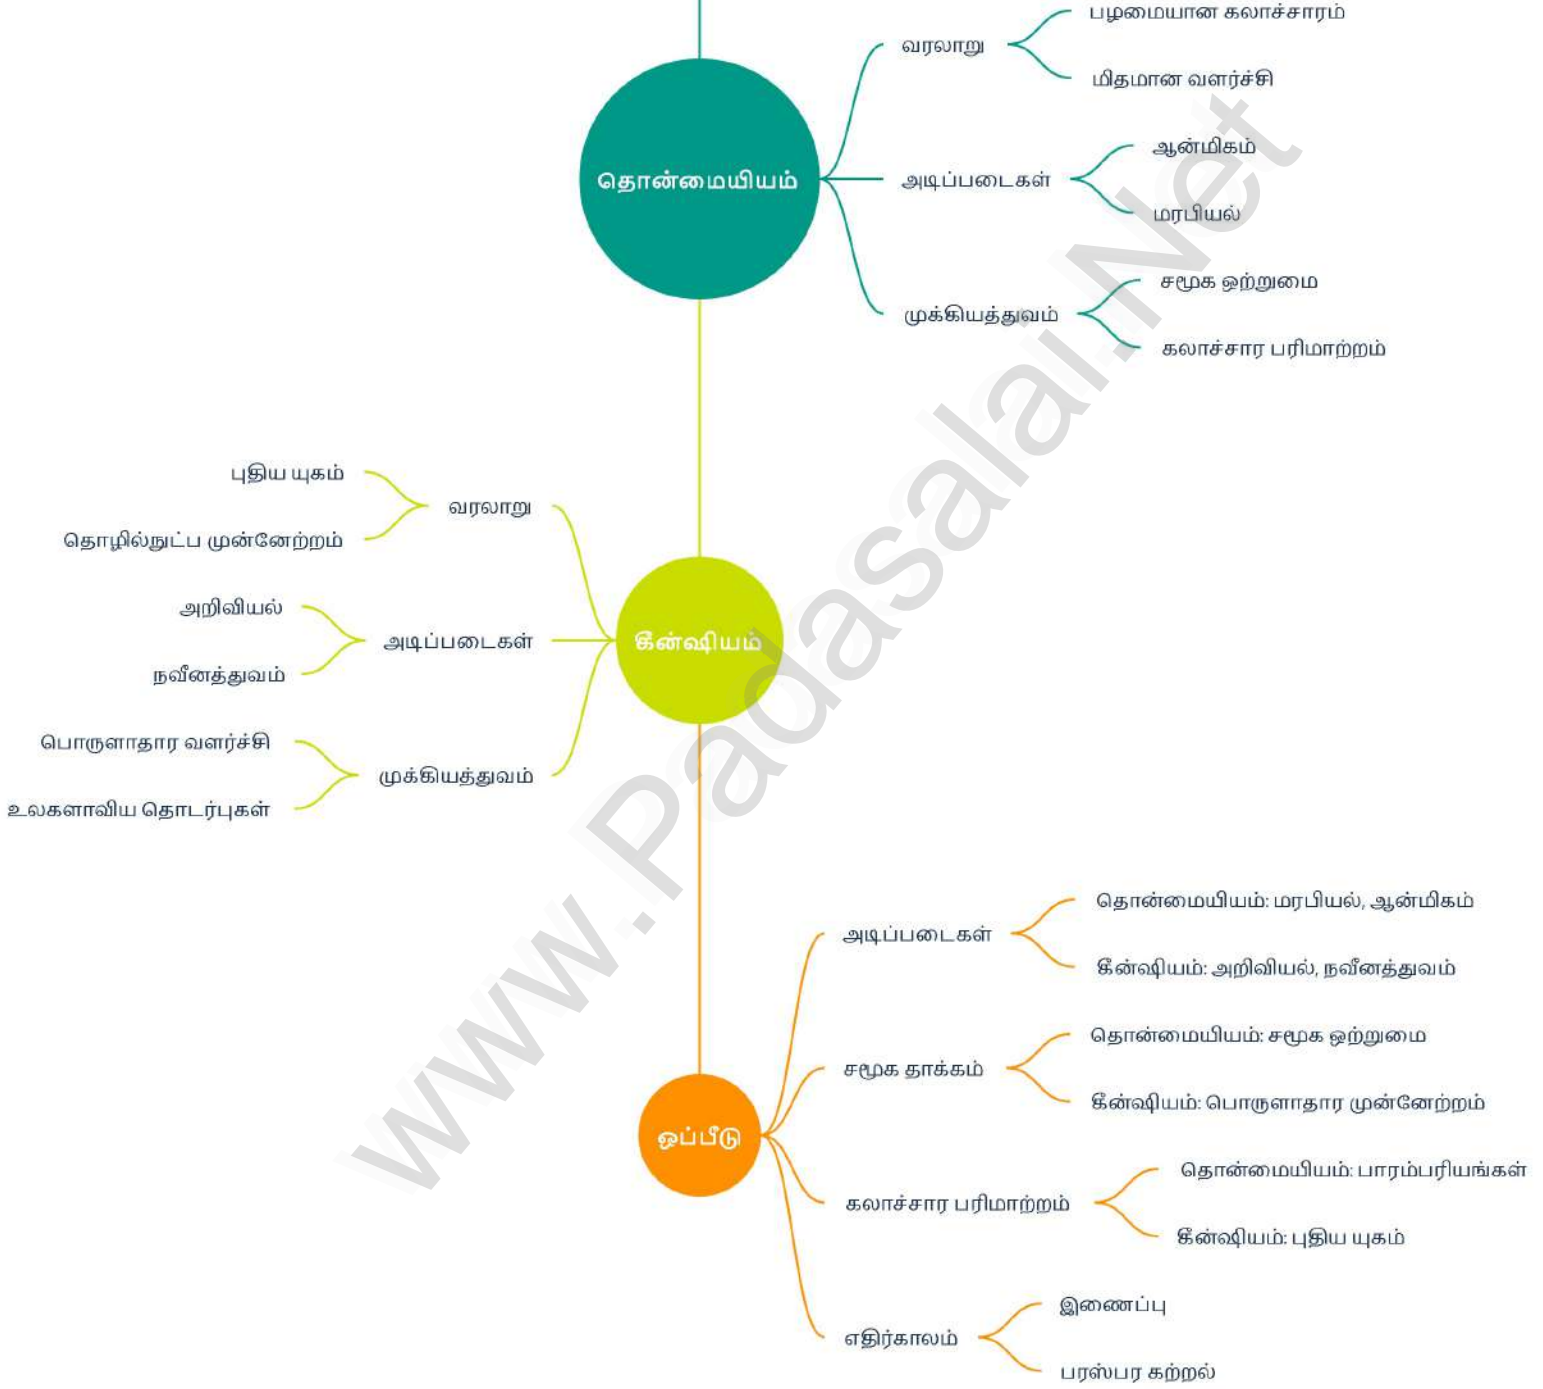 பழமையான கலாச்சாரம்
வரலாறு
மிதமான வளர்ச்சி
ஆன்மிகம்
தொன்மையியம்
அடிப்படைகள்
மரபியல்
சமூக ஒற்றுமை
முக்கியத்துவம்
கலாச்சார பரிமாற்றம்
புதிய யுகம்
வரலாறு
தொழில்நுட்ப முன்னேற்றம்
அறிவியல்
அடிப்படைகள்
கீன்ஷியம்
நவீனத்துவம்
பொருளாதார வளர்ச்சி
முக்கியத்துவம்
உலகளாவிய தொடர்புகள்
தொன்மையியம்: மரபியல், ஆன்மிகம்
அடிப்படைகள்
கீன்ஷியம்: அறிவியல், நவீனத்துவம்
தொன்மையியம்: சமூக ஒற்றுமை
சமூக தாக்கம்
கீன்ஷியம்: பொருளாதார முன்னேற்றம்
ஒப்பீடு
தொன்மையியம்: பாரம்பரியங்கள்
கலாச்சார பரிமாற்றம்
கீன்ஷியம்: புதிய யுகம்
இணைப்பு
எதிர்காலம்
பரஸ்பர கற்றல்
www.Padasalai.Net